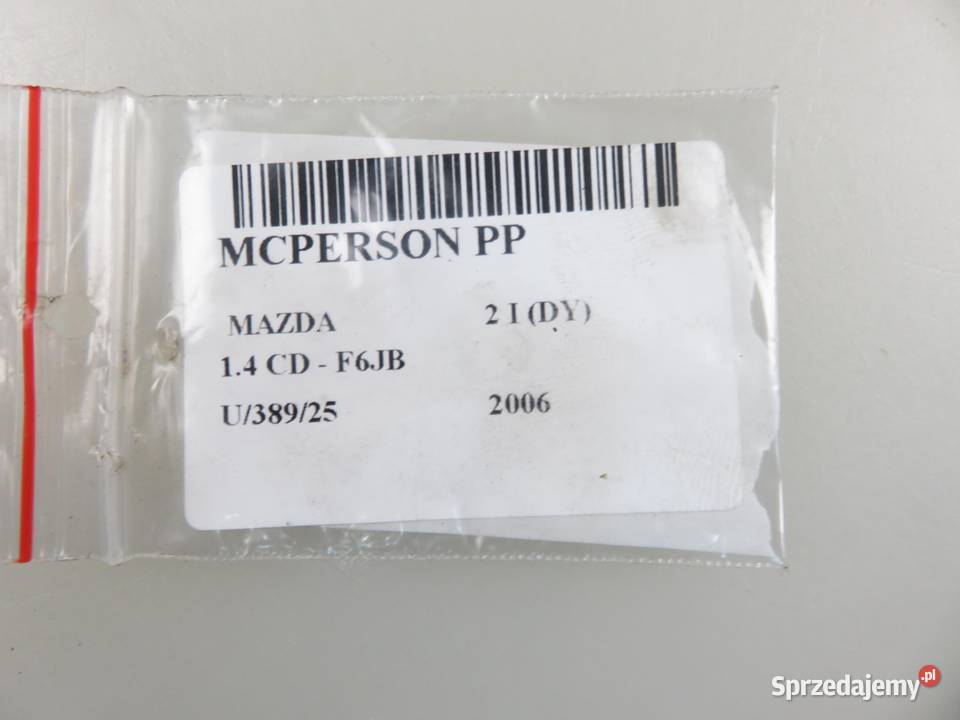 MCPERSON PP
MAZDA 2 I (DY)
1.4 CD - F6JB
U/389/25 2006
Sprzedajemy.pl